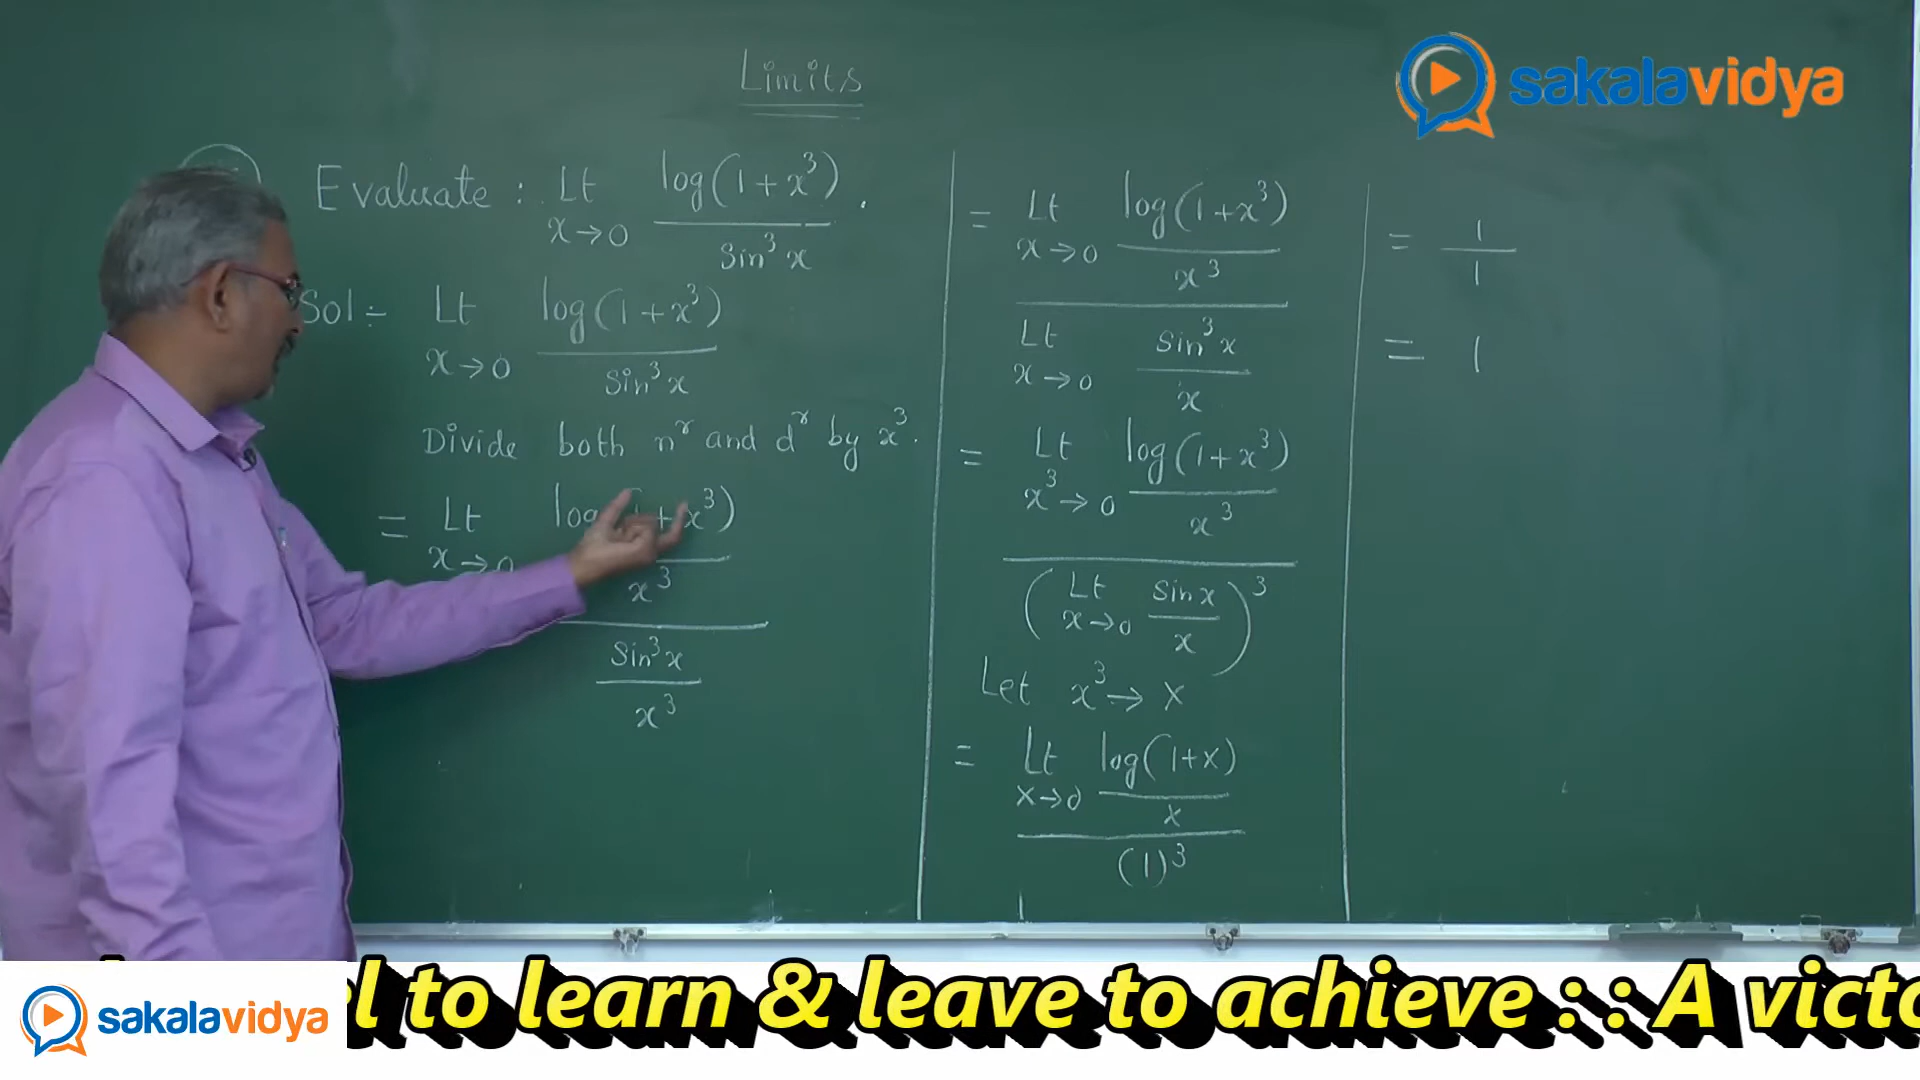 Limits
Evaluate : Lt x→0 log(1+x³) / Sin³x .
Sol÷ Lt x→0 log(1+x³) / Sin³x
Divide both nʳ and dʳ by x³.
= Lt x→0 log(1+x³) / x³
Sin³x / x³
= Lt x→0 log(1+x³) / x³
Lt x→0 Sin³x / x
= Lt x³→0 log(1+x³) / x³
(Lt x→0 Sinx / x)³
Let x³→X
= Lt X→0 log(1+X) / X
(1)³
= 1 / 1
= 1
sakalavidya
sakalavidya
to learn & leave to achieve : : A